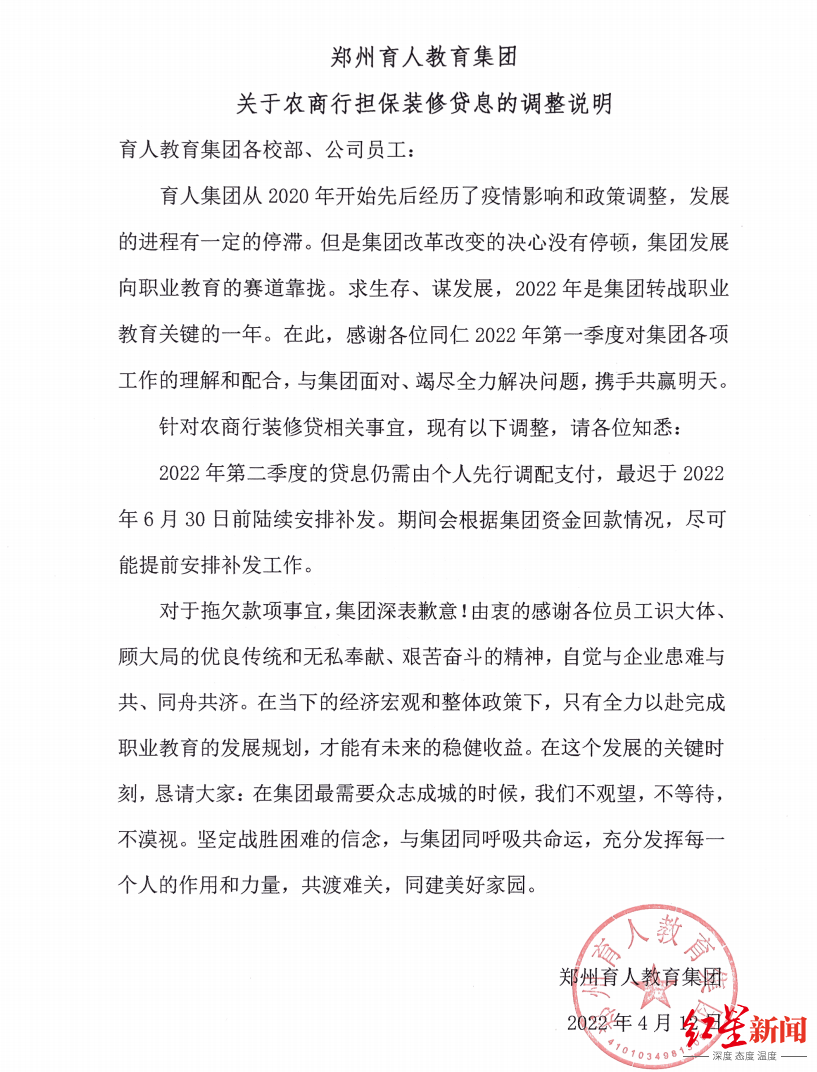 郑州育人教育集团
关于农商行担保装修贷息的调整说明
育人教育集团各校部、公司员工：
育人集团从 2020 年开始先后经历了疫情影响和政策调整，发展
的进程有一定的停滞。但是集团改革改变的决心没有停顿，集团发展
向职业教育的赛道靠拢。求生存、谋发展，2022 年是集团转战职业
教育关键的一年。在此，感谢各位同仁 2022 年第一季度对集团各项
工作的理解和配合，与集团面对、竭尽全力解决问题，携手共赢明天。
针对农商行装修贷相关事宜，现有以下调整，请各位知悉：
2022 年第二季度的贷息仍需由个人先行调配支付，最迟于 2022
年 6 月 30 日前陆续安排补发。期间会根据集团资金回款情况，尽可
能提前安排补发工作。
对于拖欠款项事宜，集团深表歉意！由衷的感谢各位员工识大体、
顾大局的优良传统和无私奉献、艰苦奋斗的精神，自觉与企业患难与
共、同舟共济。在当下的经济宏观和整体政策下，只有全力以赴完成
职业教育的发展规划，才能有未来的稳健收益。在这个发展的关键时
刻，恳请大家：在集团最需要众志成城的时候，我们不观望，不等待，
不漠视。坚定战胜困难的信念，与集团同呼吸共命运，充分发挥每一
个人的作用和力量，共渡难关，同建美好家园。
郑州育人教育集团
郑州育人教育集团
2022 年 4 月 12 日
红星新闻
深度 态度 温度